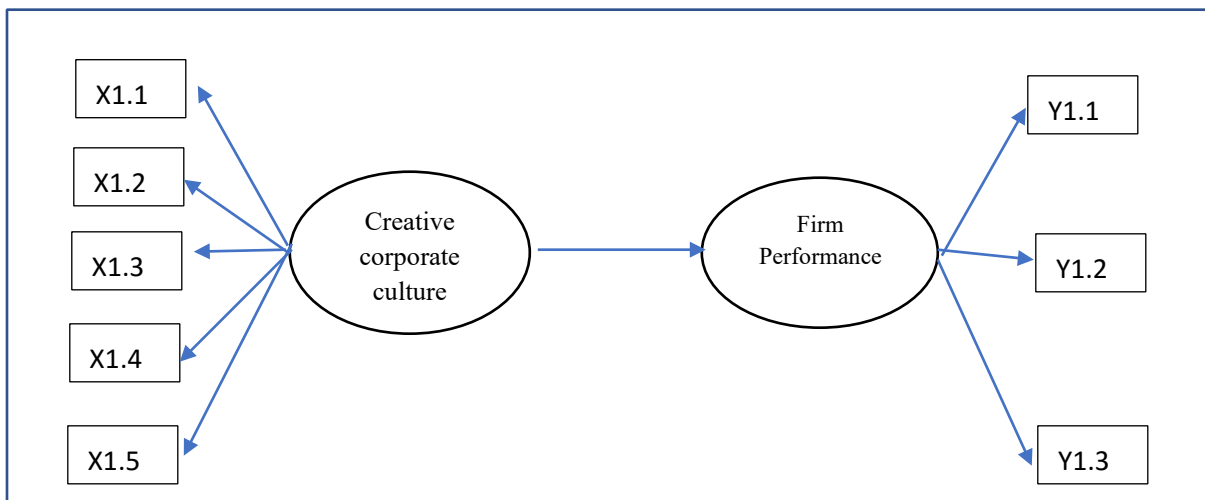 X1.1
X1.2
X1.3
X1.4
X1.5
Creative
corporate
culture
Firm
Performance
Y1.1
Y1.2
Y1.3